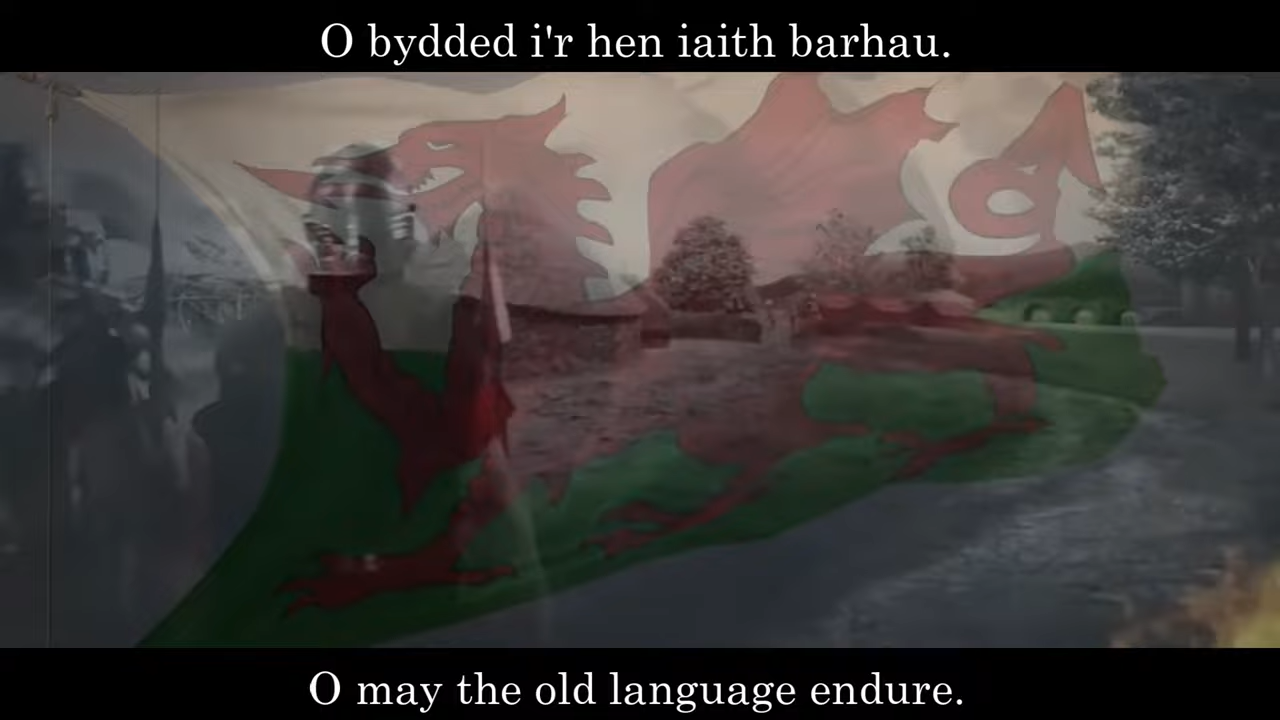 O bydded i'r hen iaith barhau.
O may the old language endure.